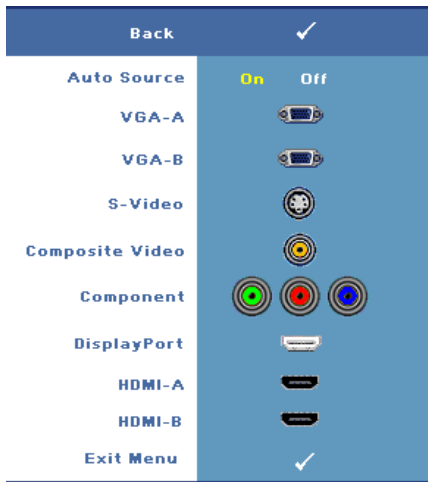 Back
Auto Source On Off
VGA-A
VGA-B
S-Video
Composite Video
Component
DisplayPort
HDMI-A
HDMI-B
Exit Menu